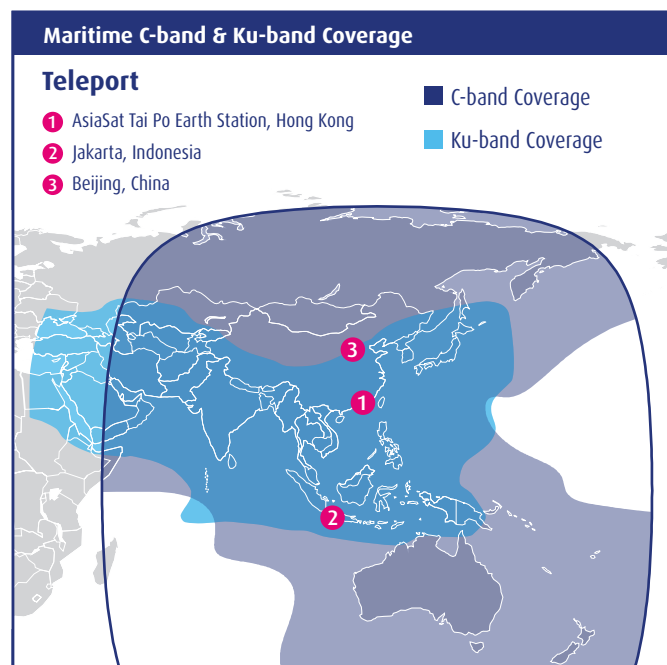 Maritime C-band & Ku-band Coverage
Teleport
1 AsiaSat Tai Po Earth Station, Hong Kong
2 Jakarta, Indonesia
3 Beijing, China
C-band Coverage
Ku-band Coverage
3
1
2